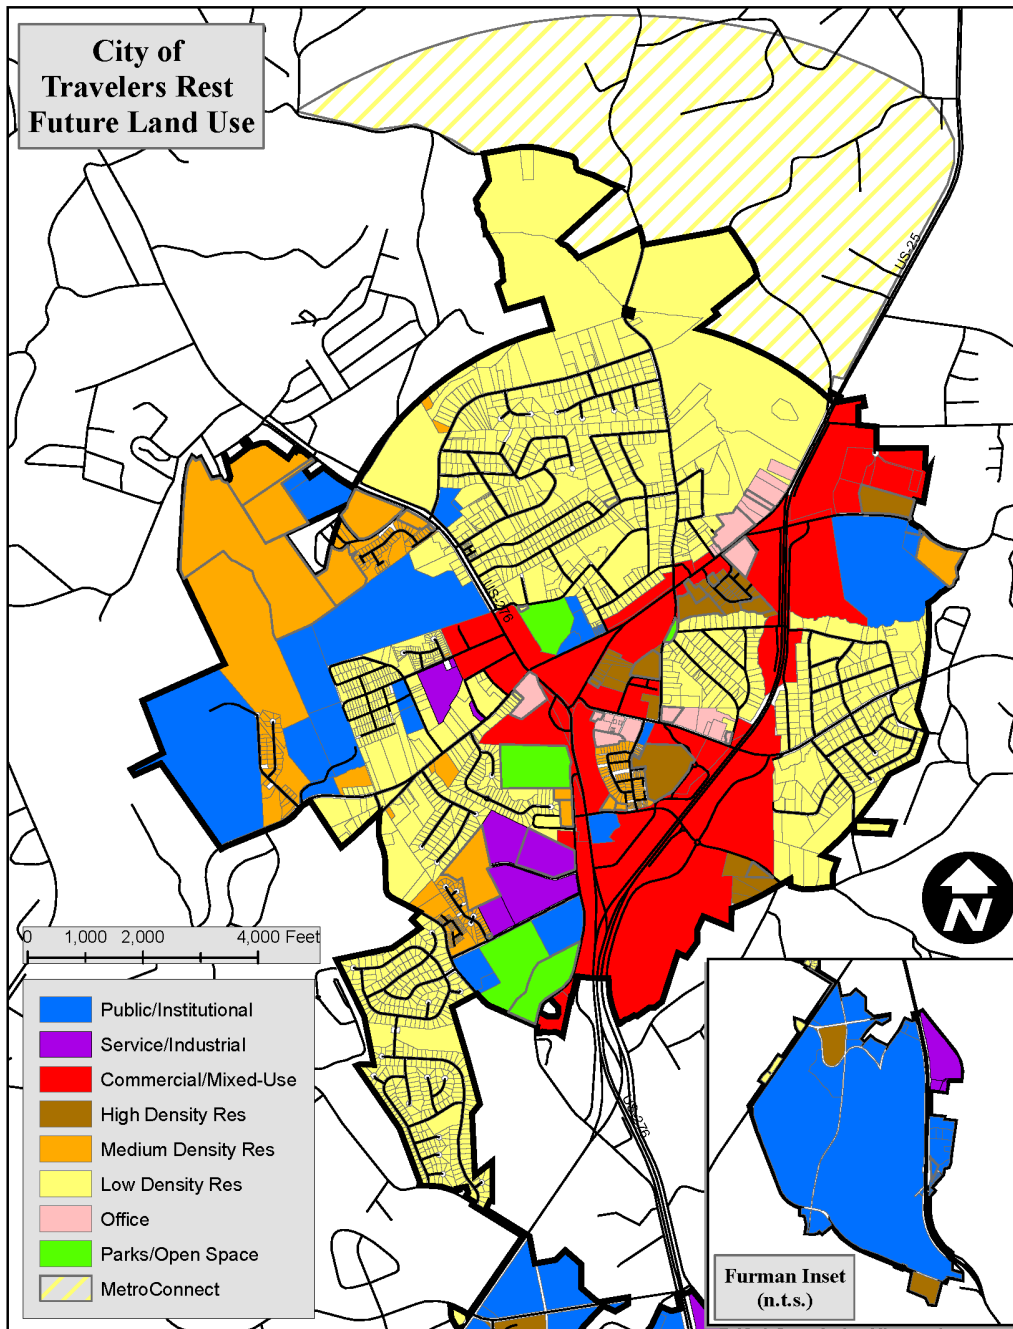 City of
Travelers Rest
Future Land Use
US-25
US-276
0 1,000 2,000 4,000 Feet
Public/Institutional
Service/Industrial
Commercial/Mixed-Use
High Density Res
Medium Density Res
Low Density Res
Office
Parks/Open Space
MetroConnect
N
US-276
Furman Inset
(n.t.s.)